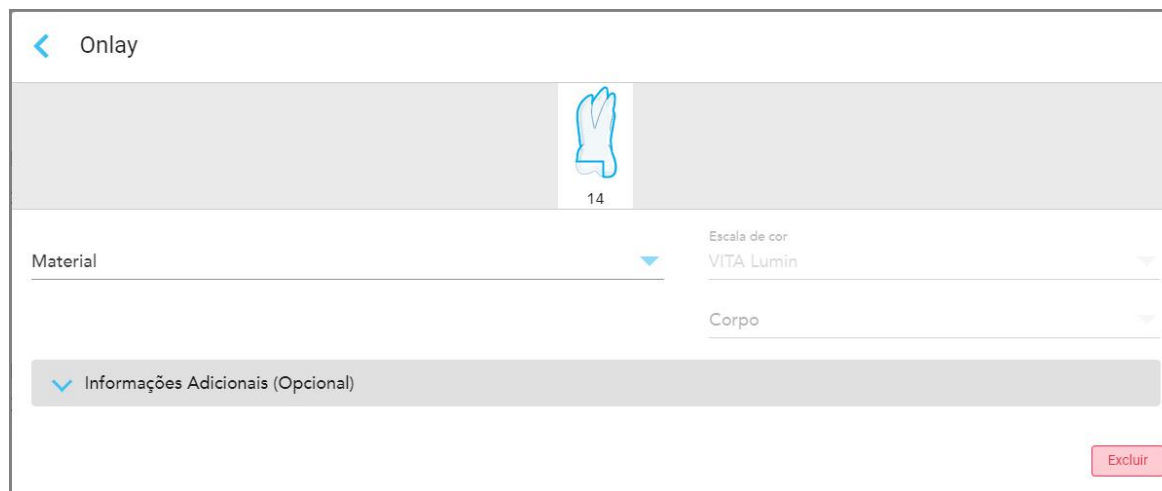 Onlay
14
Material
Escala de cor
VITA Lumin
Corpo
Informações Adicionais (Opcional)
Excluir